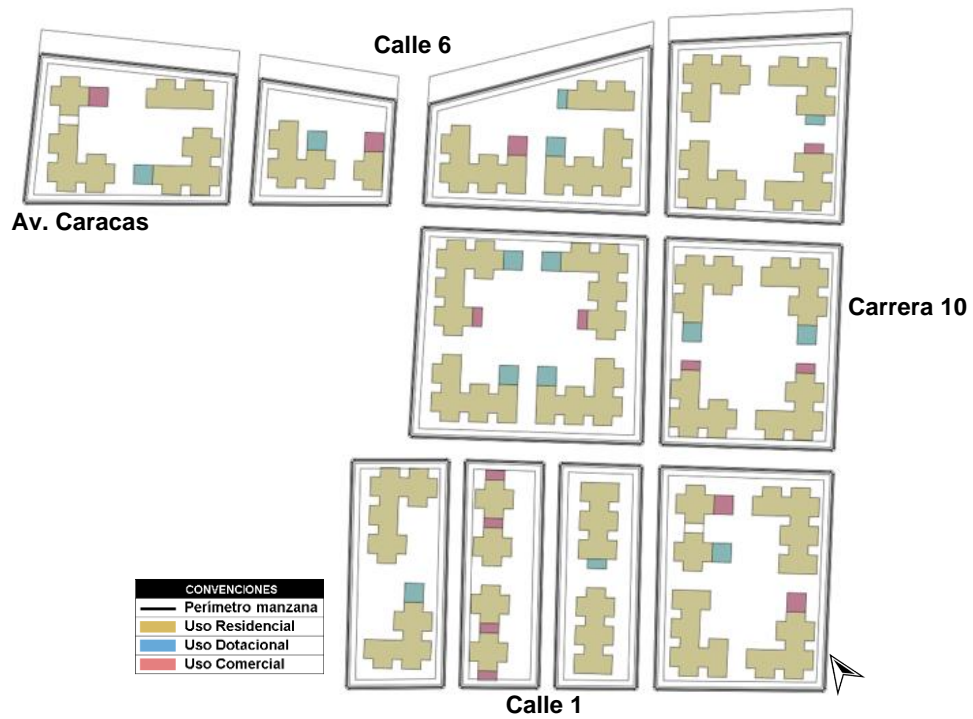 Calle 6
Av. Caracas
Carrera 10
CONVENCIONES
Perímetro manzana
Uso Residencial
Uso Dotacional
Uso Comercial
Calle 1